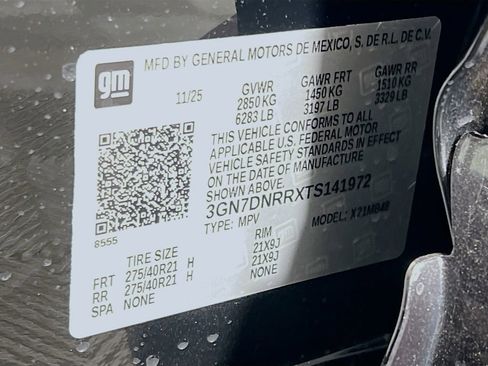 gm
MFD BY GENERAL MOTORS DE MEXICO, S. DE R.L. DE C.V.
11/25
GVWR GAWR FRT GAWR RR
2850 KG 1450 KG 1510 KG
6283 LB 3197 LB 3329 LB
THIS VEHICLE CONFORMS TO ALL
APPLICABLE U.S. FEDERAL MOTOR
VEHICLE SAFETY STANDARDS IN EFFECT
ON THE DATE OF MANUFACTURE
SHOWN ABOVE.
3GN7DNRRXTS141972
TYPE: MPV MODEL: X21MB48
8555
TIRE SIZE RIM
FRT 275/40R21 H 21X9J
RR 275/40R21 H 21X9J
SPA NONE NONE